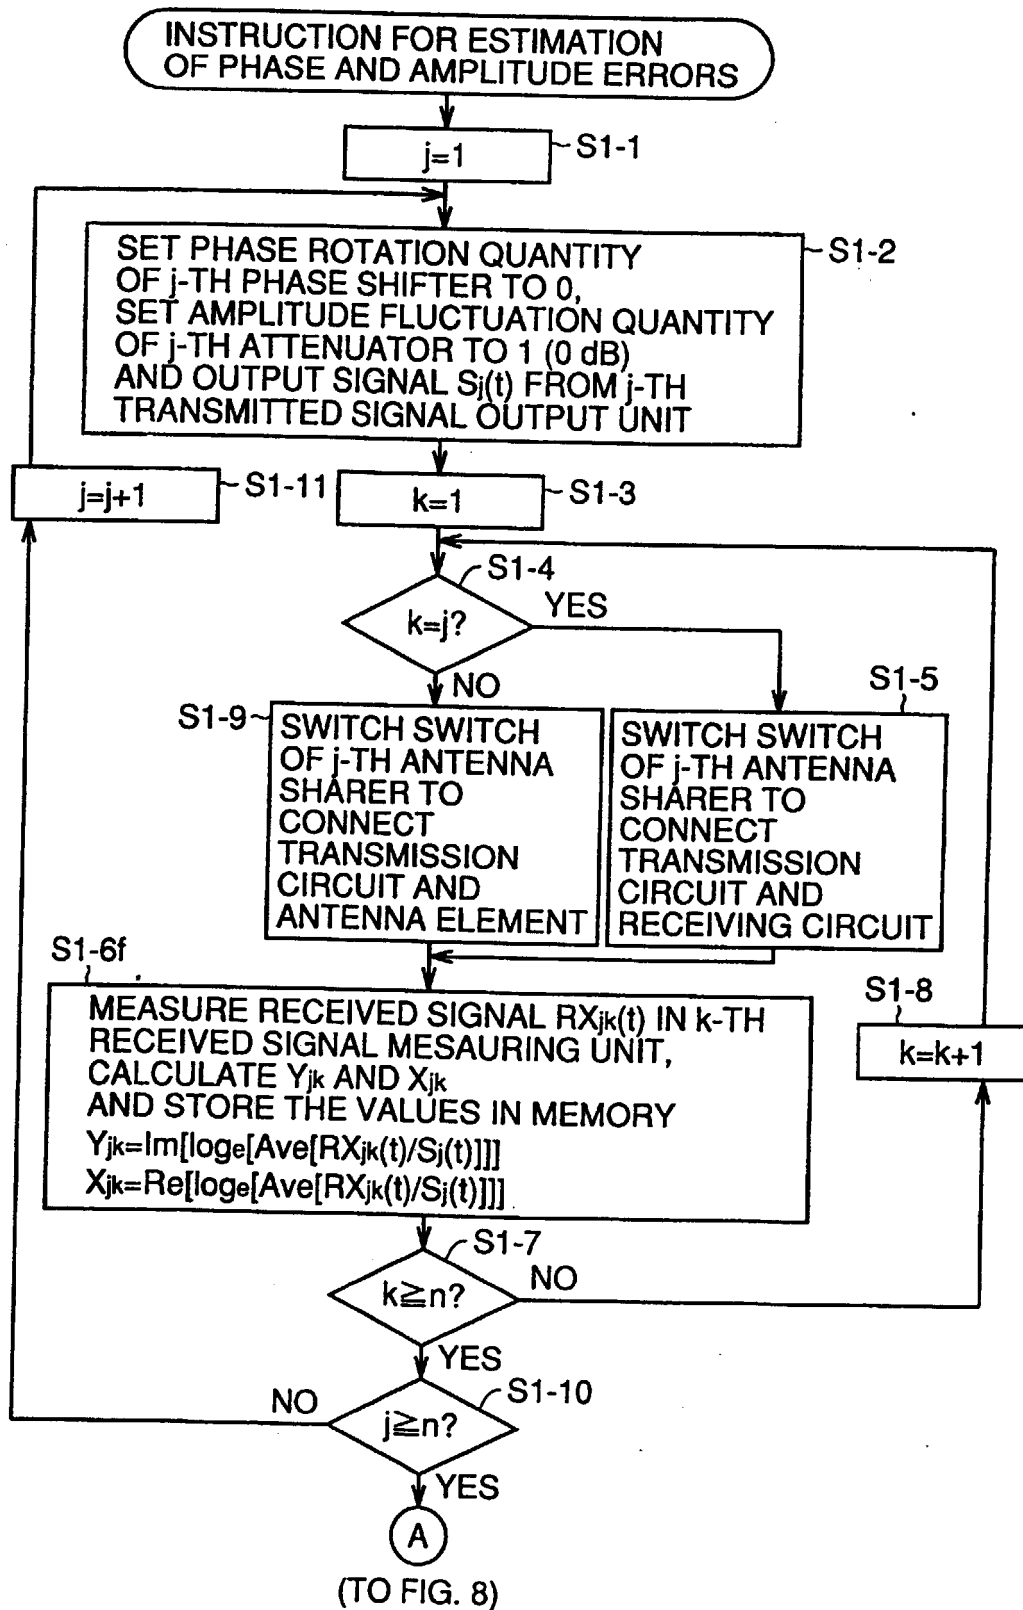 INSTRUCTION FOR ESTIMATION
OF PHASE AND AMPLITUDE ERRORS
j=1
S1-1
SET PHASE ROTATION QUANTITY
OF j-TH PHASE SHIFTER TO 0,
SET AMPLITUDE FLUCTUATION QUANTITY
OF j-TH ATTENUATOR TO 1 (0 dB)
AND OUTPUT SIGNAL Sj(t) FROM j-TH
TRANSMITTED SIGNAL OUTPUT UNIT
S1-2
j=j+1
S1-11
k=1
S1-3
S1-4
k=j?
YES
NO
S1-9
SWITCH SWITCH
OF j-TH ANTENNA
SHARER TO
CONNECT
TRANSMISSION
CIRCUIT AND
ANTENNA ELEMENT
S1-5
SWITCH SWITCH
OF j-TH ANTENNA
SHARER TO
CONNECT
TRANSMISSION
CIRCUIT AND
RECEIVING CIRCUIT
S1-6f
MEASURE RECEIVED SIGNAL RXjk(t) IN k-TH
RECEIVED SIGNAL MESAURING UNIT,
CALCULATE Yjk AND Xjk
AND STORE THE VALUES IN MEMORY
Yjk=Im[loge[Ave[RXjk(t)/Sj(t)]]]
Xjk=Re[loge[Ave[RXjk(t)/Sj(t)]]]
S1-8
k=k+1
S1-7
k≧n?
NO
YES
S1-10
j≧n?
NO
YES
A
(TO FIG. 8)